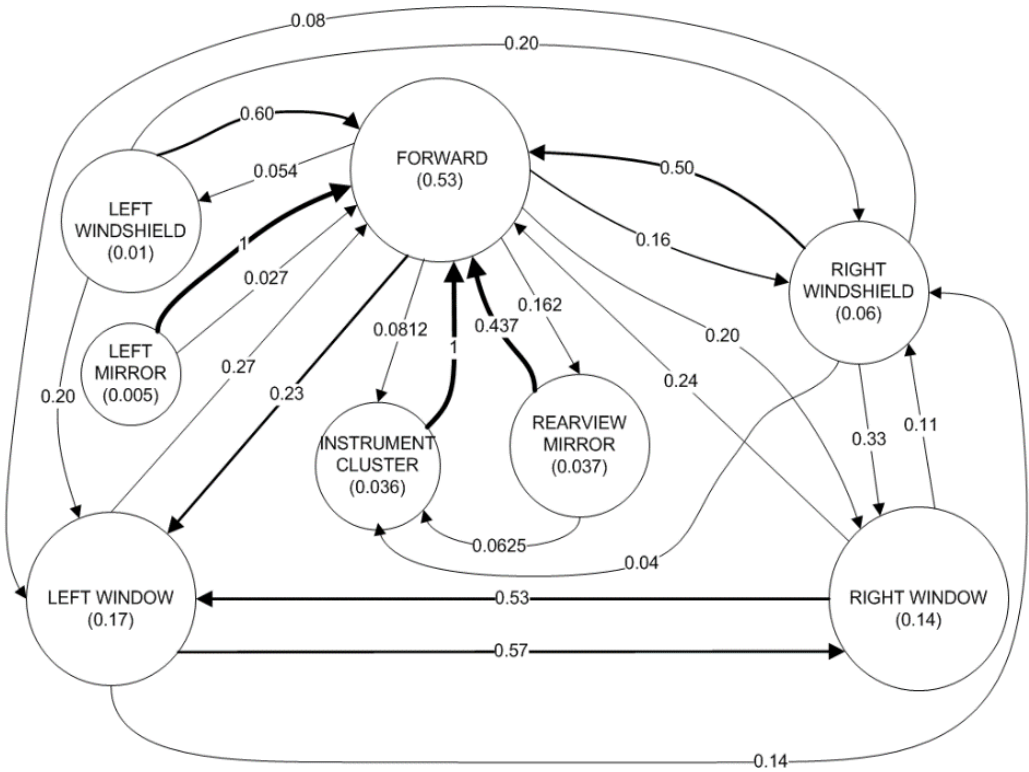 0.08
0.20
0.60
FORWARD
(0.53)
0.054
0.50
LEFT
WINDSHIELD
(0.01)
0.16
1
0.027
RIGHT
WINDSHIELD
(0.06)
0.0812
0.162
0.437
1
0.20
LEFT
MIRROR
(0.005)
0.27
0.24
0.20
0.23
REARVIEW
MIRROR
(0.037)
0.33
0.11
INSTRUMENT
CLUSTER
(0.036)
0.0625
0.04
LEFT WINDOW
(0.17)
0.53
RIGHT WINDOW
(0.14)
0.57
0.14